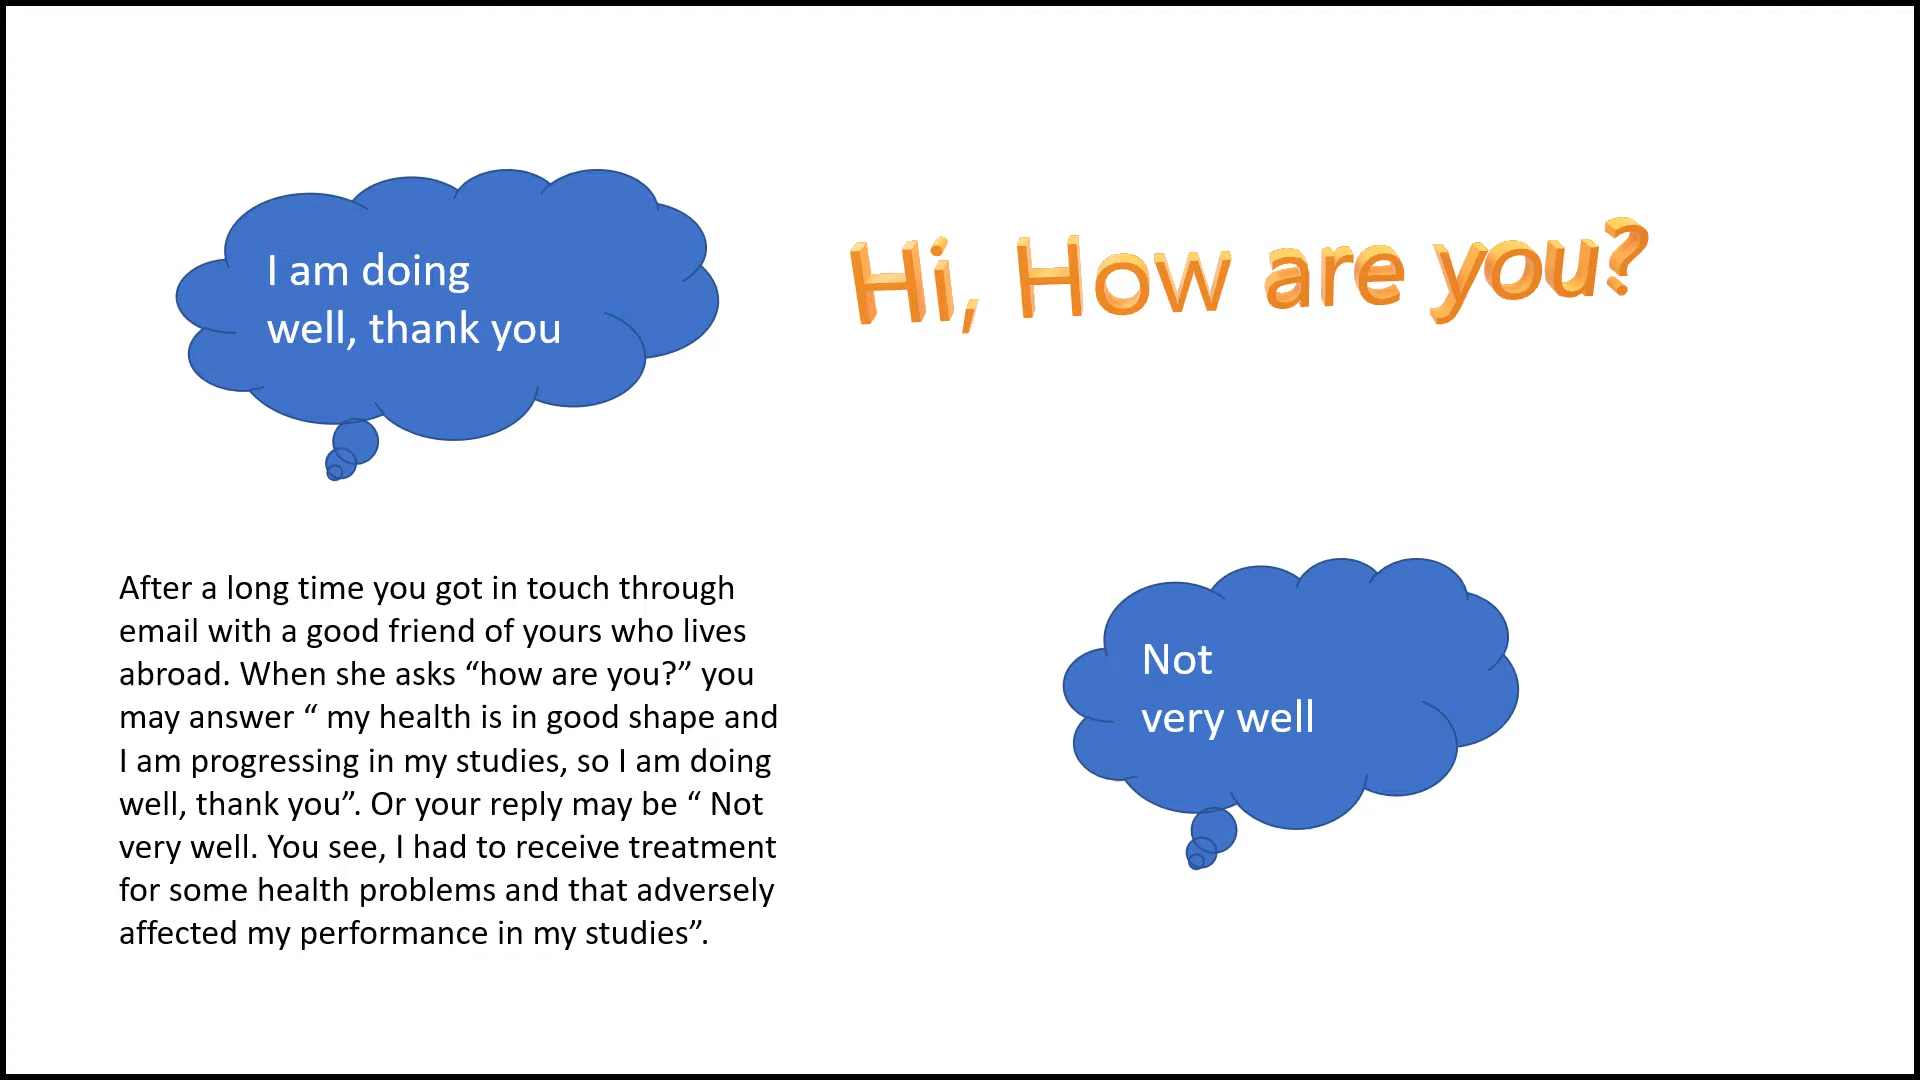 I am doing
well, thank you
Hi, How are you?
After a long time you got in touch through
email with a good friend of yours who lives
abroad. When she asks “how are you?” you
may answer “ my health is in good shape and
I am progressing in my studies, so I am doing
well, thank you”. Or your reply may be “ Not
very well. You see, I had to receive treatment
for some health problems and that adversely
affected my performance in my studies”.
Not
very well